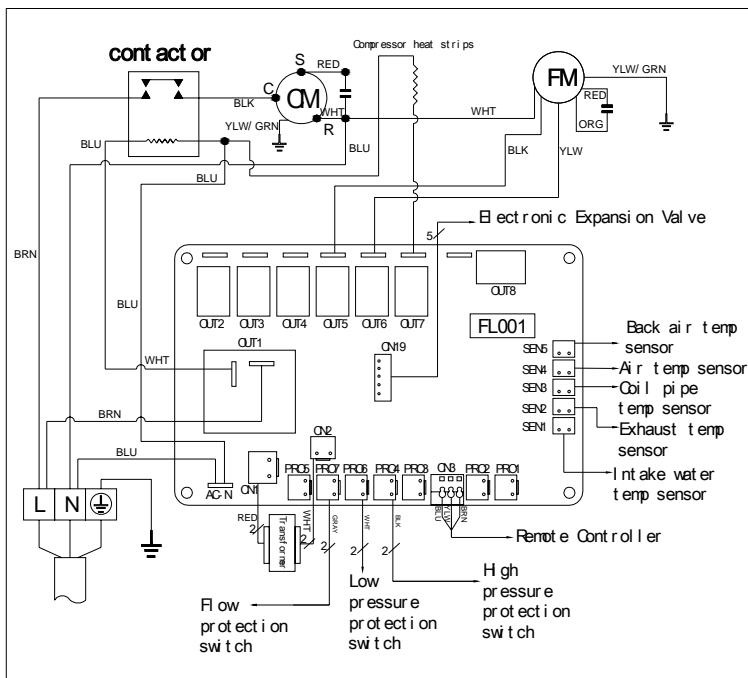 contactor
S
RED
Compressor heat strips
FM
YLW/ GRN
C
CM
WHT
BLK
R
YLW/ GRN
RED
ORG
WHT
BLU
BLU
BLU
BLK
YLW
BRN
BLU
5
Electronic Expansion Valve
OUT2
OUT3
OUT4
OUT5
OUT6
OUT7
OUT8
FL001
OUT1
CN19
WHT
BRN
BLU
SEN5
SEN4
SEN3
SEN2
SEN1
Back air temp
sensor
Air temp sensor
Coil pipe
temp sensor
Exhaust temp
sensor
Intake water
temp sensor
L
N
AC-N
CN1
CN2
PRO5
PRO7
PRO6
PRO4
PRO3
CN3
PRO2
PRO1
RED
2
Transformer
WHT
2
GRAY
2
WHT
2
BLK
2
BLU
YLW
BRN
Remote Controller
Flow
protection
switch
Low
pressure
protection
switch
High
pressure
protection
switch